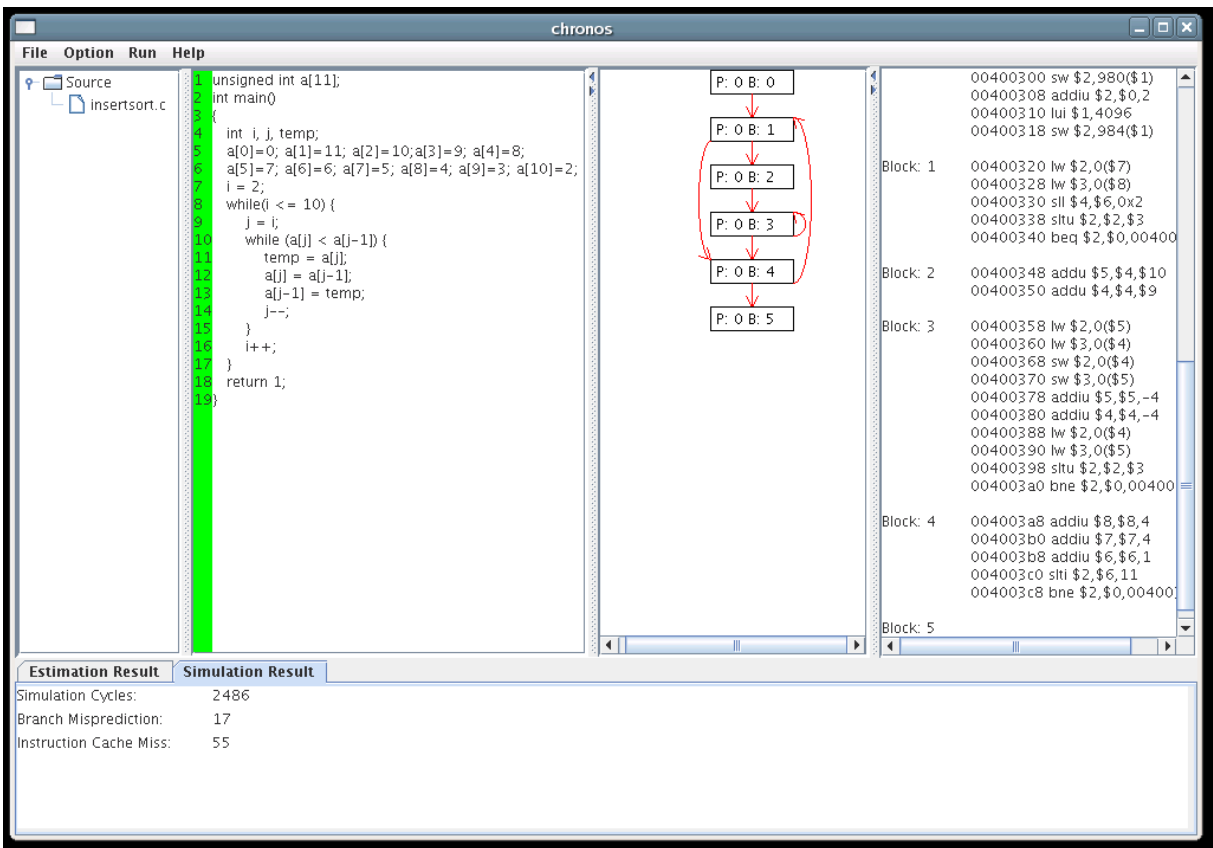 chronos
File Option Run Help
Source
insertsort.c
1 unsigned int a[11];
2 int main()
3 {
4 int i, j, temp;
5 a[0]=0; a[1]=11; a[2]=10;a[3]=9; a[4]=8;
6 a[5]=7; a[6]=6; a[7]=5; a[8]=4; a[9]=3; a[10]=2;
7 i = 2;
8 while(i <= 10) {
9 j = i;
10 while (a[j] < a[j-1]) {
11 temp = a[j];
12 a[j] = a[j-1];
13 a[j-1] = temp;
14 j--;
15 }
16 i++;
17 }
18 return 1;
19 }
P: 0 B: 0
P: 0 B: 1
P: 0 B: 2
P: 0 B: 3
P: 0 B: 4
P: 0 B: 5
00400300 sw $2,980($1)
00400308 addiu $2,$0,2
00400310 lui $1,4096
00400318 sw $2,984($1)
Block: 1 00400320 lw $2,0($7)
00400328 lw $3,0($8)
00400330 sll $4,$6,0x2
00400338 sltu $2,$2,$3
00400340 beq $2,$0,00400
Block: 2 00400348 addu $5,$4,$10
00400350 addu $4,$4,$9
Block: 3 00400358 lw $2,0($5)
00400360 lw $3,0($4)
00400368 sw $2,0($4)
00400370 sw $3,0($5)
00400378 addiu $5,$5,-4
00400380 addiu $4,$4,-4
00400388 lw $2,0($4)
00400390 lw $3,0($5)
00400398 sltu $2,$2,$3
004003a0 bne $2,$0,00400
Block: 4 004003a8 addiu $8,$8,4
004003b0 addiu $7,$7,4
004003b8 addiu $6,$6,1
004003c0 slti $2,$6,11
004003c8 bne $2,$0,00400
Block: 5
Estimation Result Simulation Result
Simulation Cycles: 2486
Branch Misprediction: 17
Instruction Cache Miss: 55